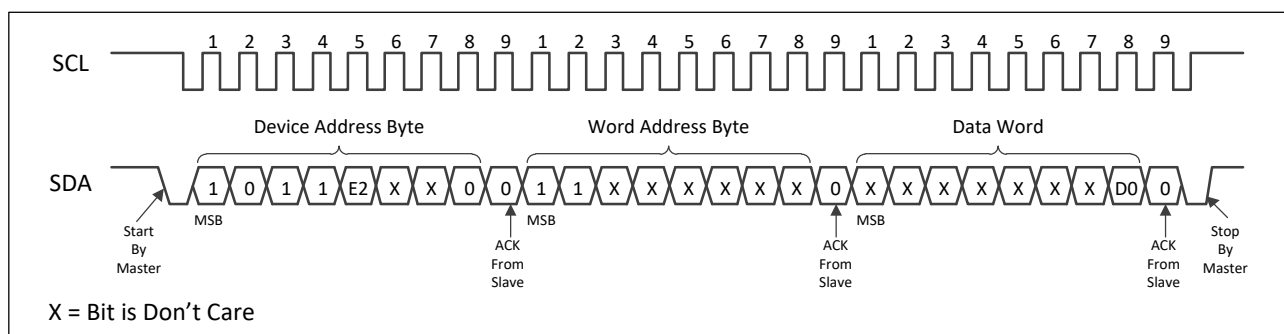 1 2 3 4 5 6 7 8 9 1 2 3 4 5 6 7 8 9 1 2 3 4 5 6 7 8 9
SCL
Device Address Byte Word Address Byte Data Word
SDA 1 0 1 1 E2 X X 0 0 1 1 X X X X X X 0 X X X X X X X D0 0
MSB MSB MSB
Start
By
Master
ACK
From
Slave
ACK
From
Slave
ACK
From
Slave
Stop
By
Master
X = Bit is Don’t Care